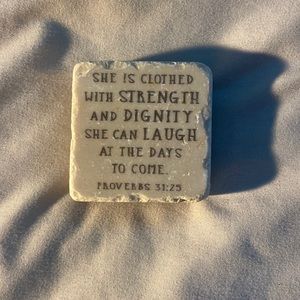 SHE IS CLOTHED
WITH STRENGTH
AND DIGNITY
SHE CAN LAUGH
AT THE DAYS
TO COME.
PROVERBS 31:25